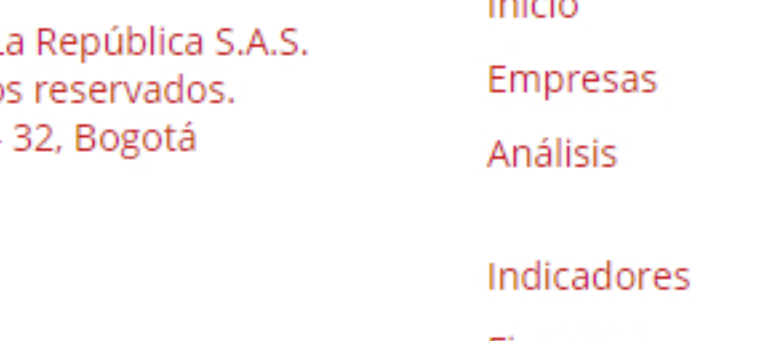 La República S.A.S.
os reservados.
32, Bogotá
Inicio
Empresas
Análisis
Indicadores